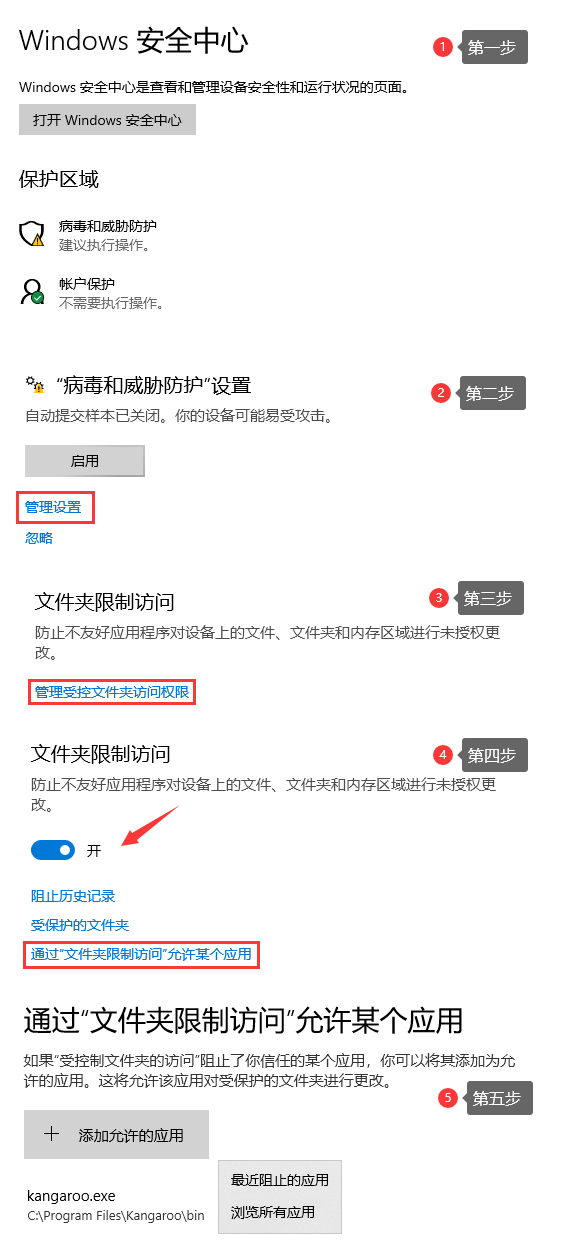 Windows 安全中心
1 第一步
Windows 安全中心是查看和管理设备安全性和运行状况的页面。
打开 Windows 安全中心
保护区域
病毒和威胁防护
建议执行操作。
帐户保护
不需要执行操作。
“病毒和威胁防护”设置
2 第二步
自动提交样本已关闭。你的设备可能易受攻击。
启用
管理设置
忽略
文件夹限制访问
3 第三步
防止不友好应用程序对设备上的文件、文件夹和内存区域进行未授权更
改。
管理受控文件夹访问权限
文件夹限制访问
4 第四步
防止不友好应用程序对设备上的文件、文件夹和内存区域进行未授权更
改。
开
阻止历史记录
受保护的文件夹
通过“文件夹限制访问”允许某个应用
通过“文件夹限制访问”允许某个应用
如果“受控制文件夹的访问”阻止了你信任的某个应用，你可以将其添加为允
许的应用。这将允许该应用对受保护的文件夹进行更改。
5 第五步
添加允许的应用
最近阻止的应用
浏览所有应用
kangaroo.exe
C:\Program Files\Kangaroo\bin